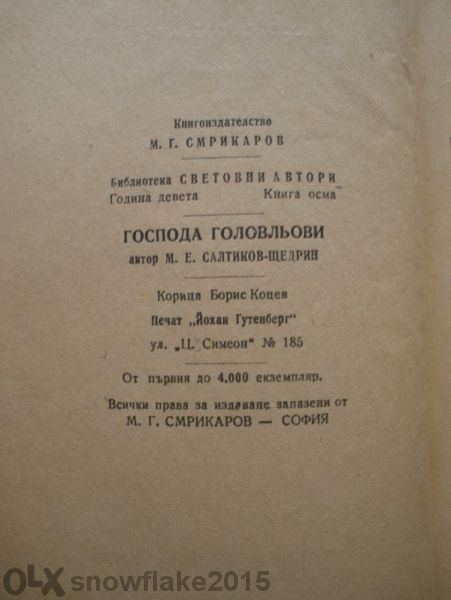 Книгоиздателство
М. Г. СМРИКАРОВ
Библиотека СВЕТОВНИ АВТОРИ
Година девета Книга осма
ГОСПОДА ГОЛОВЛЬОВИ
автор М. Е. САЛТИКОВ-ЩЕДРИН
Корица Борис Коцев
Печат „Йохан Гутенберг“
ул. „Ц. Симеон“ № 185
От първия до 4.000 екземпляр.
Всички права за издаване запазени от
М. Г. СМРИКАРОВ — СОФИЯ
OLX snowflake2015